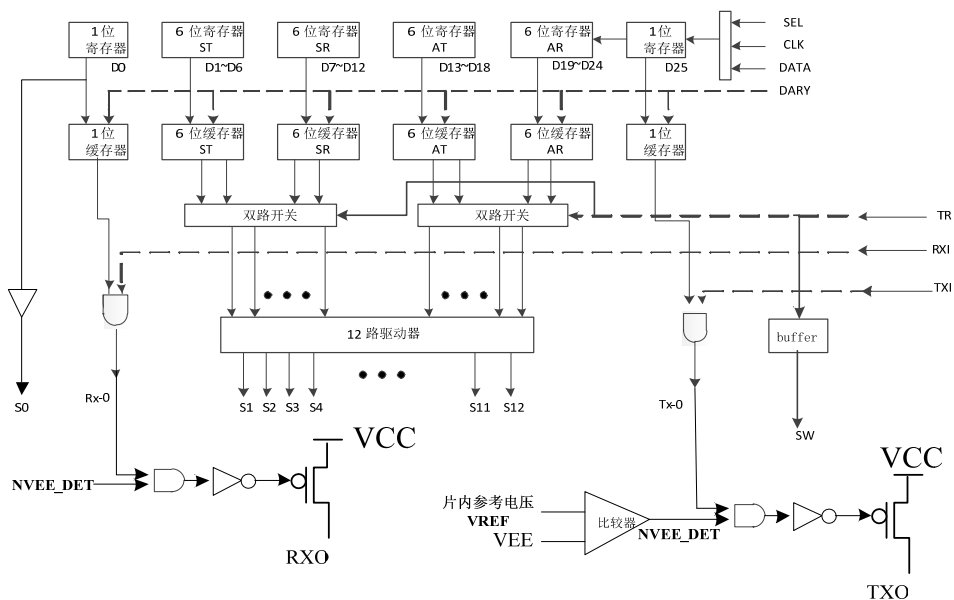 1位
寄存器
D0
6 位寄存器
ST
D1~D6
6 位寄存器
SR
D7~D12
6 位寄存器
AT
D13~D18
6 位寄存器
AR
D19~D24
1位
寄存器
D25
SEL
CLK
DATA
DARY
1位
缓存器
6 位缓存器
ST
6 位缓存器
SR
6 位缓存器
AT
6 位缓存器
AR
1位
缓存器
双路开关
双路开关
TR
RXI
TXI
12 路驱动器
buffer
S0
Rx-0
S1
S2
S3
S4
S11
S12
Tx-0
SW
VCC
NVEE_DET
RXO
片内参考电压
VREF
VEE
比较器
NVEE_DET
VCC
TXO